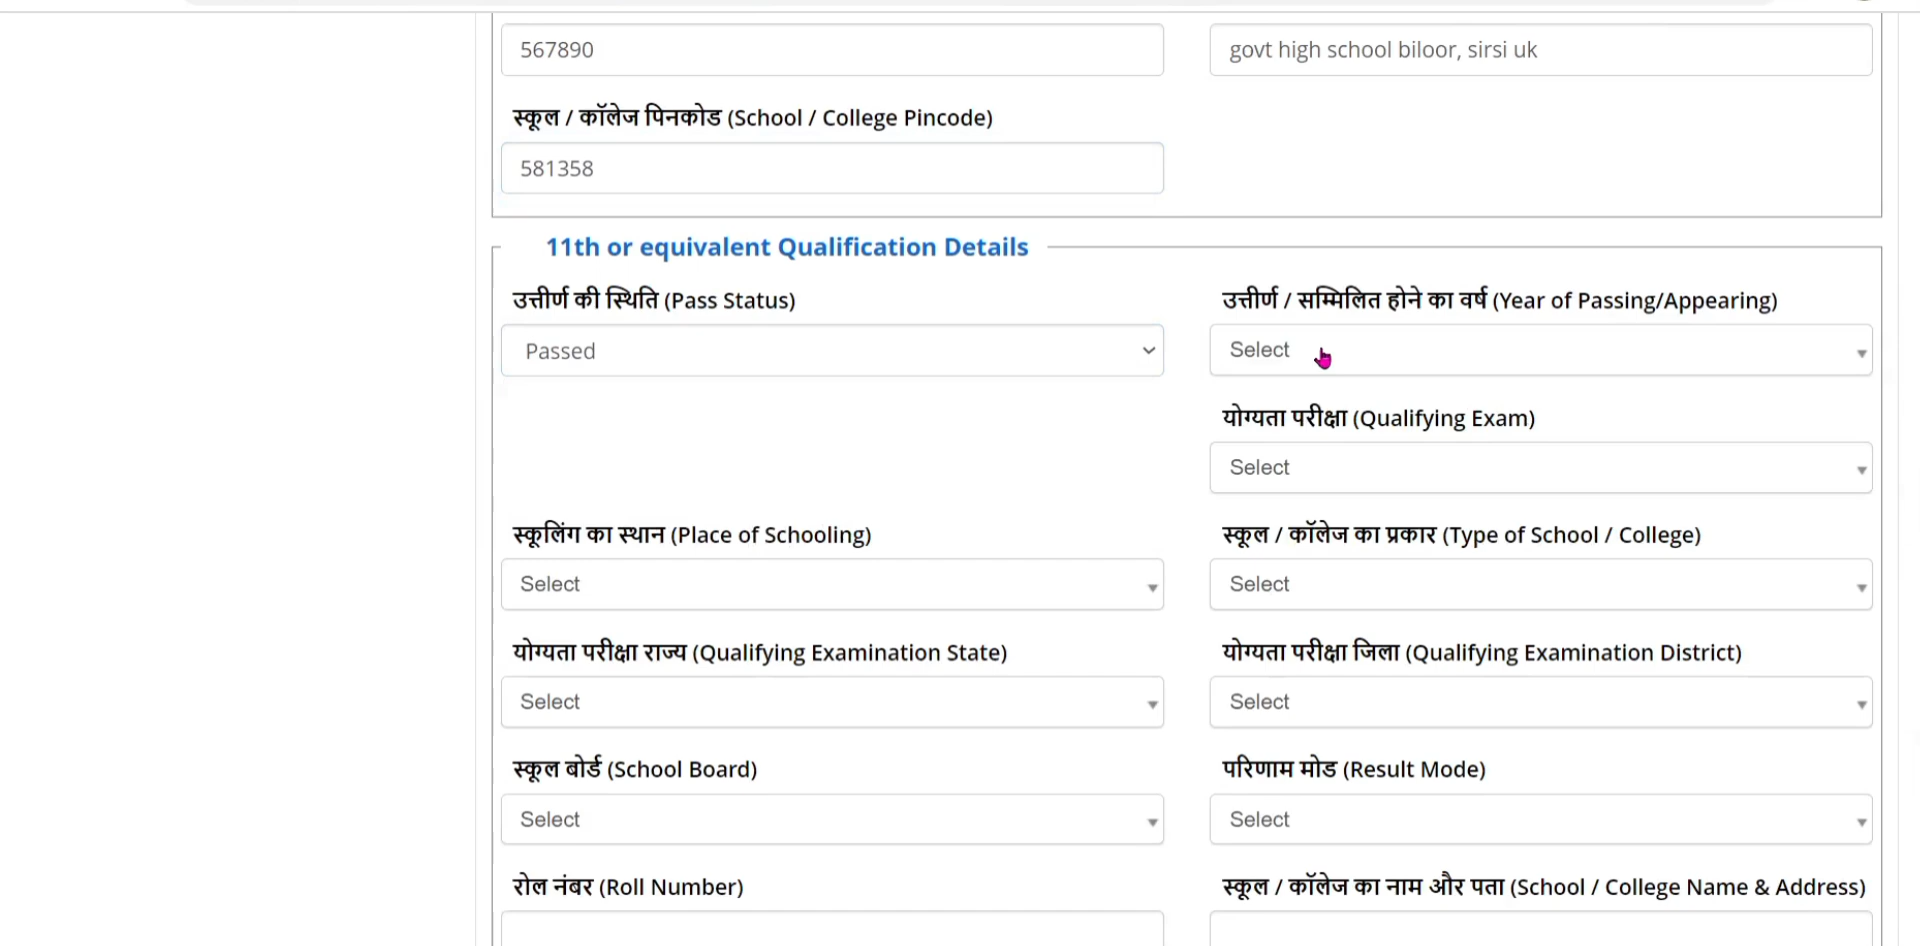 567890
govt high school biloor, sirsi uk
स्कूल / कॉलेज पिनकोड (School / College Pincode)
581358
11th or equivalent Qualification Details
उत्तीर्ण की स्थिति (Pass Status)
उत्तीर्ण / सम्मिलित होने का वर्ष (Year of Passing/Appearing)
Passed
Select
योग्यता परीक्षा (Qualifying Exam)
Select
स्कूलिंग का स्थान (Place of Schooling)
स्कूल / कॉलेज का प्रकार (Type of School / College)
Select
Select
योग्यता परीक्षा राज्य (Qualifying Examination State)
योग्यता परीक्षा जिला (Qualifying Examination District)
Select
Select
स्कूल बोर्ड (School Board)
परिणाम मोड (Result Mode)
Select
Select
रोल नंबर (Roll Number)
स्कूल / कॉलेज का नाम और पता (School / College Name & Address)